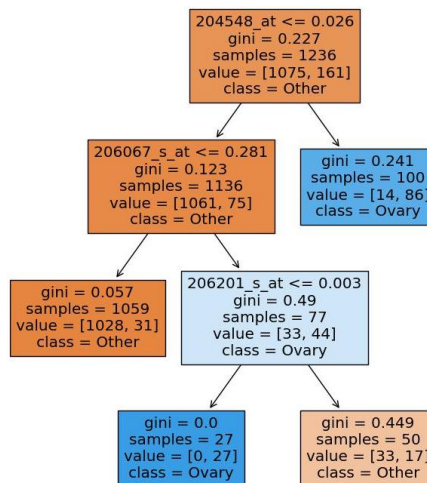 204548_at <= 0.026
gini = 0.227
samples = 1236
value = [1075, 161]
class = Other
206067_s_at <= 0.281
gini = 0.123
samples = 1136
value = [1061, 75]
class = Other
gini = 0.241
samples = 100
value = [14, 86]
class = Ovary
gini = 0.057
samples = 1059
value = [1028, 31]
class = Other
206201_s_at <= 0.003
gini = 0.49
samples = 77
value = [33, 44]
class = Ovary
gini = 0.0
samples = 27
value = [0, 27]
class = Ovary
gini = 0.449
samples = 50
value = [33, 17]
class = Other